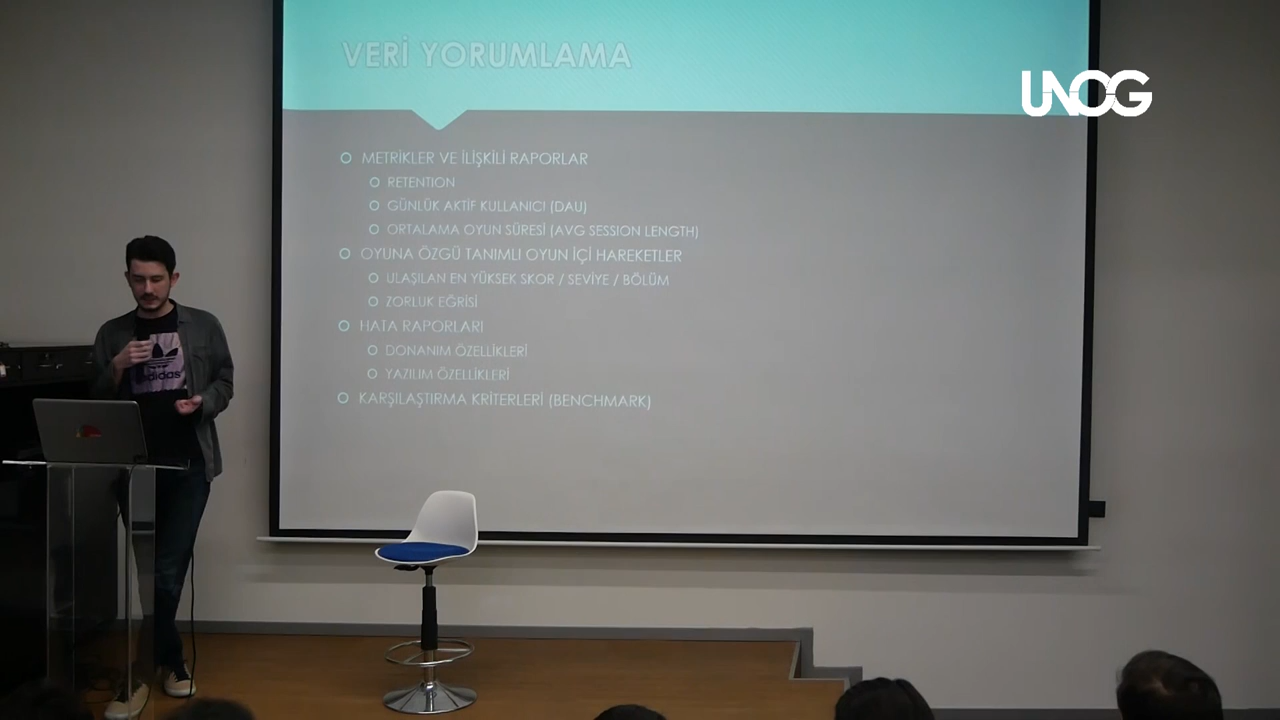 VERİ YORUMLAMA
UNOG
METRİKLER VE İLİŞKİLİ RAPORLAR
RETENTION
GÜNLÜK AKTİF KULLANICI (DAU)
ORTALAMA OYUN SÜRESİ (AVG SESSION LENGTH)
OYUNA ÖZGÜ TANIMLI OYUN İÇİ HAREKETLER
ULAŞILAN EN YÜKSEK SKOR / SEVİYE / BÖLÜM
ZORLUK EĞRİSİ
HATA RAPORLARI
DONANIM ÖZELLİKLERİ
YAZILIM ÖZELLİKLERİ
KARŞILAŞTIRMA KRİTERLERİ (BENCHMARK)
adidas